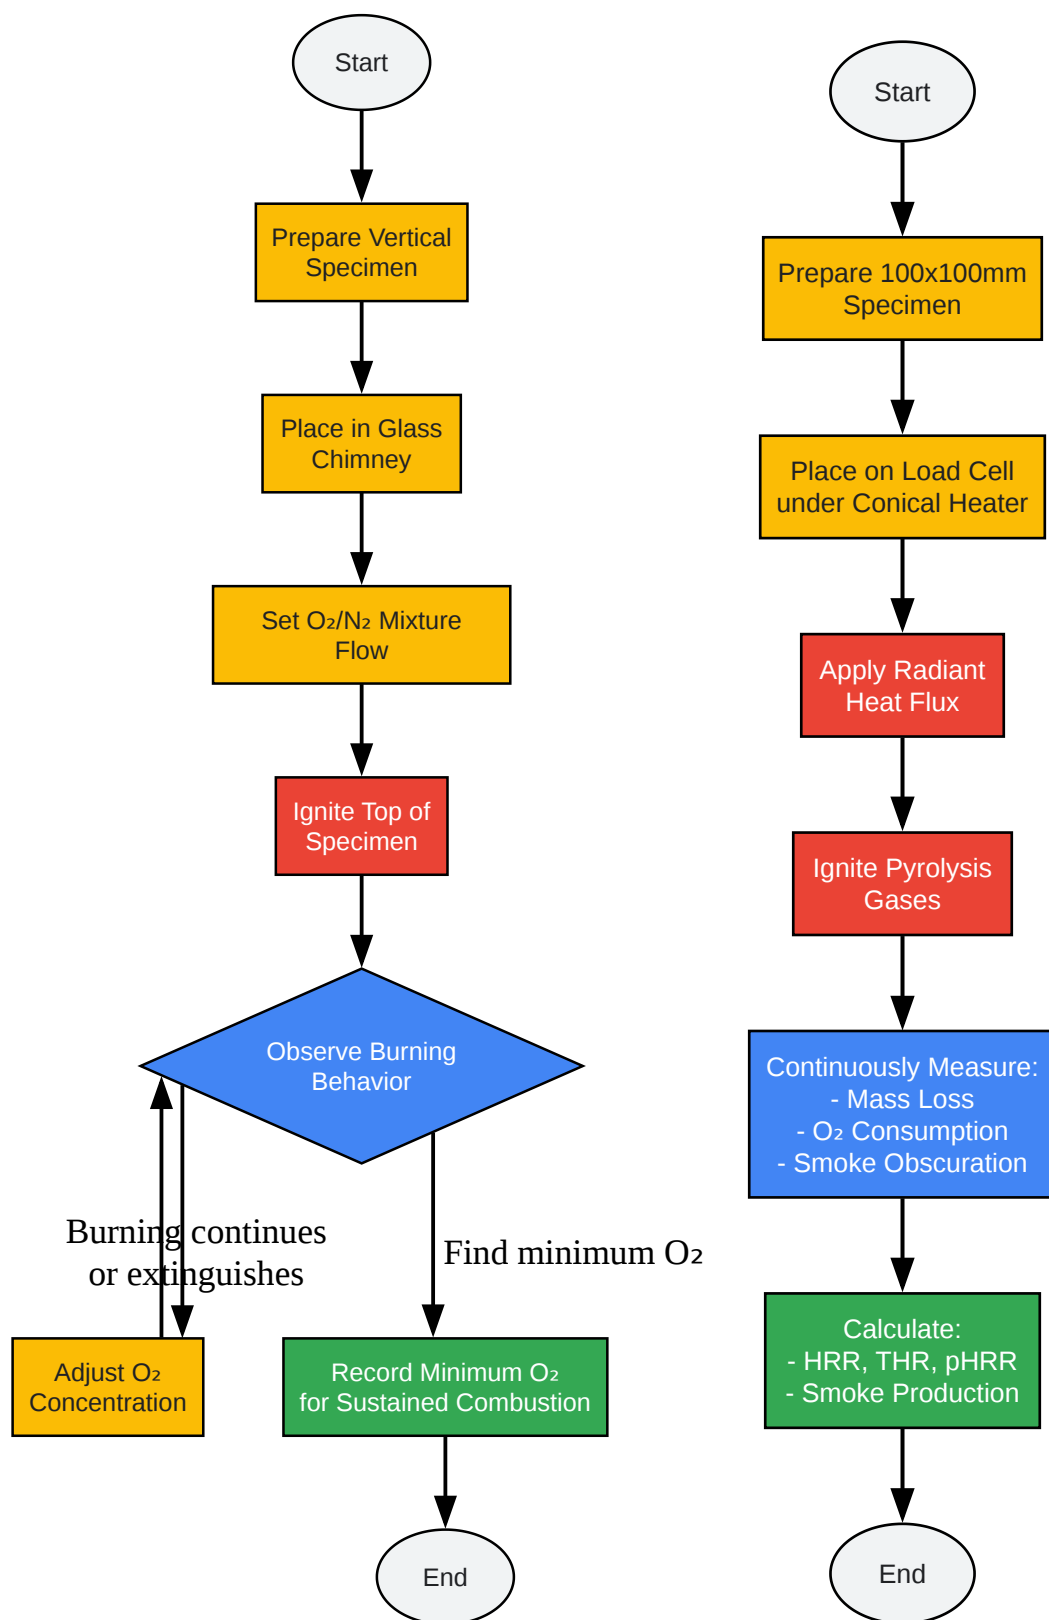 Start
Prepare Vertical
Specimen
Place in Glass
Chimney
Set O₂/N₂ Mixture
Flow
Ignite Top of
Specimen
Observe Burning
Behavior
Burning continues
or extinguishes
Find minimum O₂
Adjust O₂
Concentration
Record Minimum O₂
for Sustained Combustion
End
Start
Prepare 100x100mm
Specimen
Place on Load Cell
under Conical Heater
Apply Radiant
Heat Flux
Ignite Pyrolysis
Gases
Continuously Measure:
- Mass Loss
- O₂ Consumption
- Smoke Obscuration
Calculate:
- HRR, THR, pHRR
- Smoke Production
End